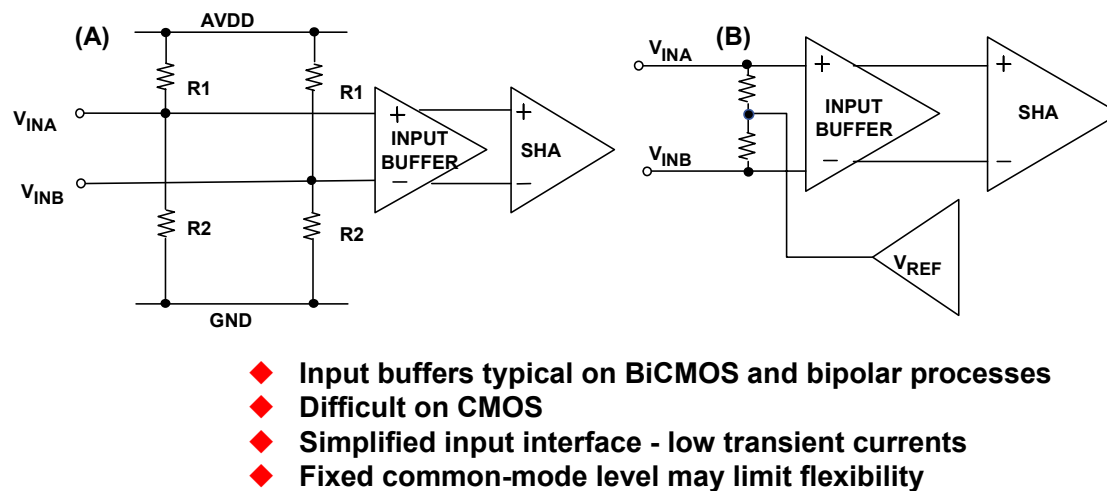 (A)
AVDD
R1
R1
VINA
+
INPUT
BUFFER
−
+
SHA
−
VINB
R2
R2
GND
(B)
VINA
+
INPUT
BUFFER
−
+
SHA
−
VINB
VREF
Input buffers typical on BiCMOS and bipolar processes
Difficult on CMOS
Simplified input interface - low transient currents
Fixed common-mode level may limit flexibility